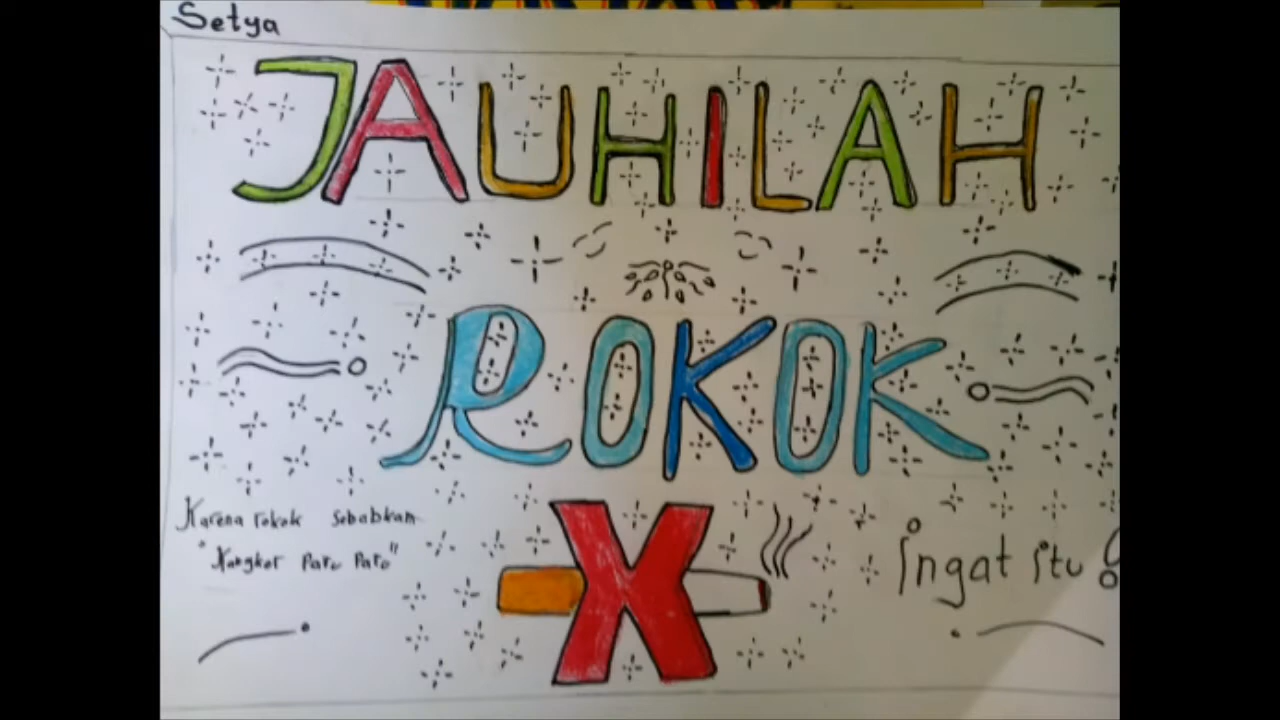 Setya
JAUHILAH
ROKOK
Karena rokok Sebabkan
"Kangker Paru Paru"
ingat itu !
X